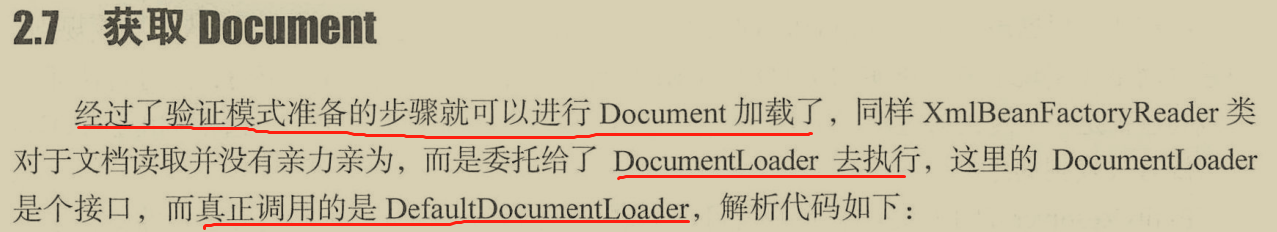 2.7 获取 Document
经过了验证模式准备的步骤就可以进行 Document 加载了，同样 XmlBeanFactoryReader 类
对于文档读取并没有亲力亲为，而是委托给了 DocumentLoader 去执行，这里的 DocumentLoader
是个接口，而真正调用的是 DefaultDocumentLoader，解析代码如下：